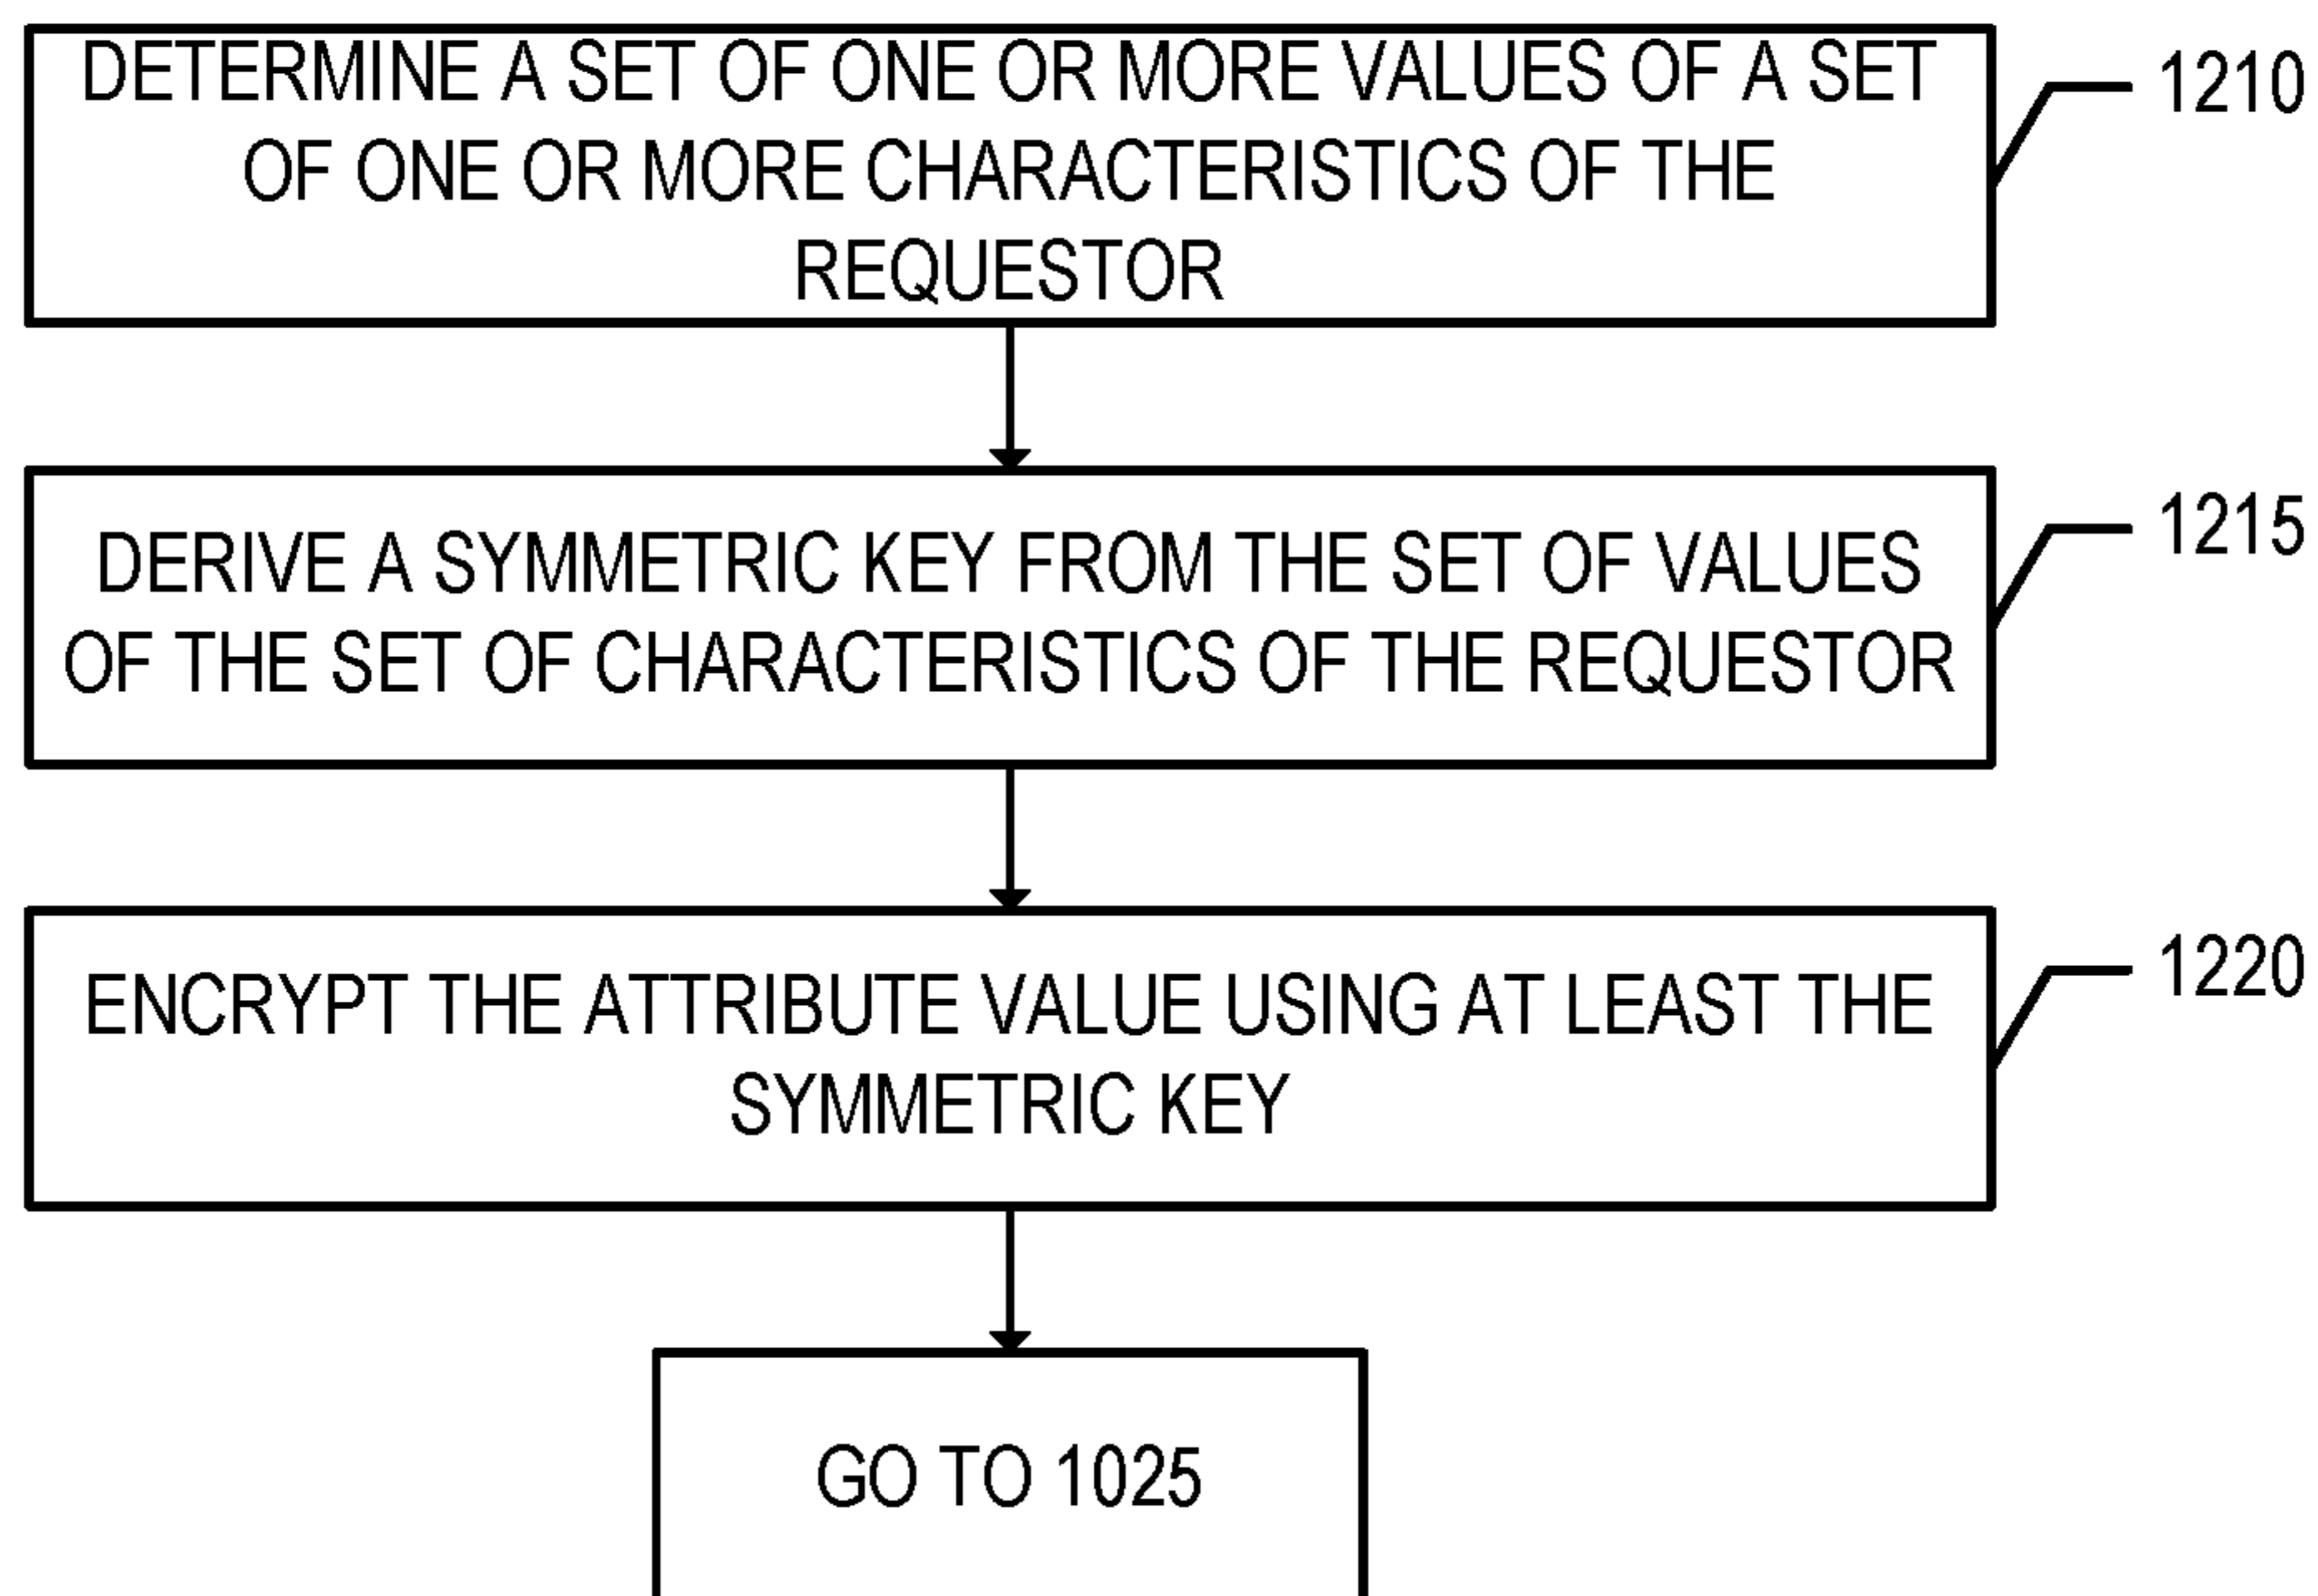 DETERMINE A SET OF ONE OR MORE VALUES OF A SET
OF ONE OR MORE CHARACTERISTICS OF THE
REQUESTOR
1210
DERIVE A SYMMETRIC KEY FROM THE SET OF VALUES
OF THE SET OF CHARACTERISTICS OF THE REQUESTOR
1215
ENCRYPT THE ATTRIBUTE VALUE USING AT LEAST THE
SYMMETRIC KEY
1220
GO TO 1025